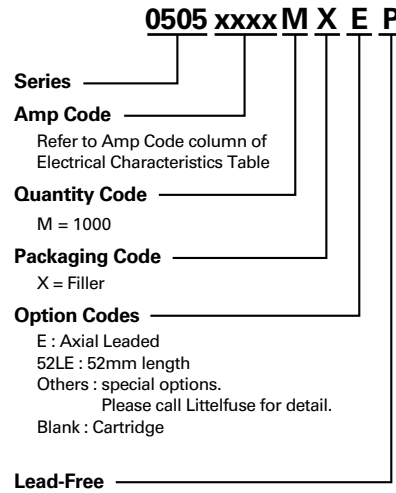 0505 xxxx M X E P
Series
Amp Code
Refer to Amp Code column of
Electrical Characteristics Table
Quantity Code
M = 1000
Packaging Code
X = Filler
Option Codes
E : Axial Leaded
52LE : 52mm length
Others : special options.
Please call Littelfuse for detail.
Blank : Cartridge
Lead-Free